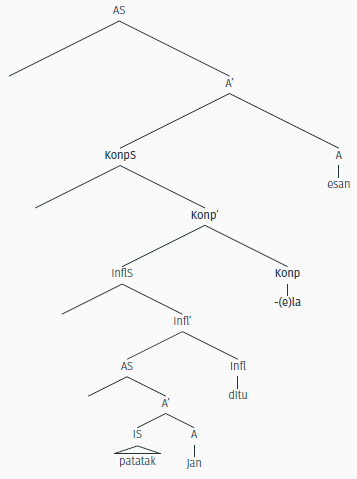 AS
A'
KonpS A
esan
Konp'
InflS Konp
-(e)la
Infl'
AS Infl
ditu
A'
IS A
patatak jan